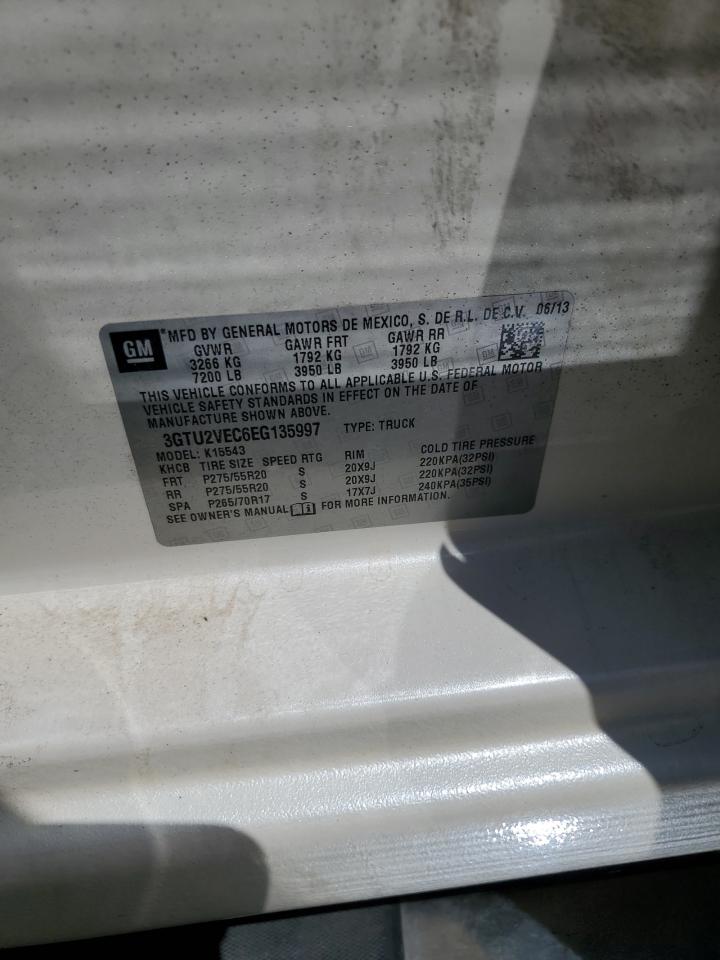 GM
*MFD BY GENERAL MOTORS DE MEXICO, S. DE R.L. DE C.V. 06/13
GVWR GAWR FRT GAWR RR
3266 KG 1792 KG 1792 KG
7200 LB 3950 LB 3950 LB
THIS VEHICLE CONFORMS TO ALL APPLICABLE U.S. FEDERAL MOTOR
VEHICLE SAFETY STANDARDS IN EFFECT ON THE DATE OF
MANUFACTURE SHOWN ABOVE.
3GTU2VEC6EG135997 TYPE: TRUCK
MODEL: K15543
KHCB TIRE SIZE SPEED RTG RIM COLD TIRE PRESSURE
FRT P275/55R20 S 20X9J 220KPA(32PSI)
RR P275/55R20 S 20X9J 220KPA(32PSI)
SPA P265/70R17 S 17X7J 240KPA(35PSI)
SEE OWNER'S MANUAL FOR MORE INFORMATION.